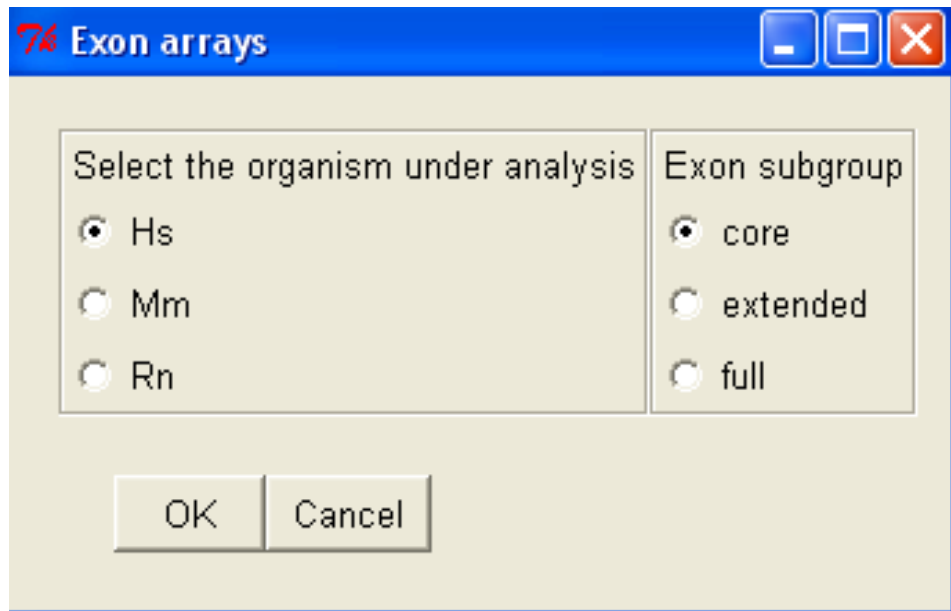 Exon arrays
Select the organism under analysis
Hs
Mm
Rn
Exon subgroup
core
extended
full
OK
Cancel